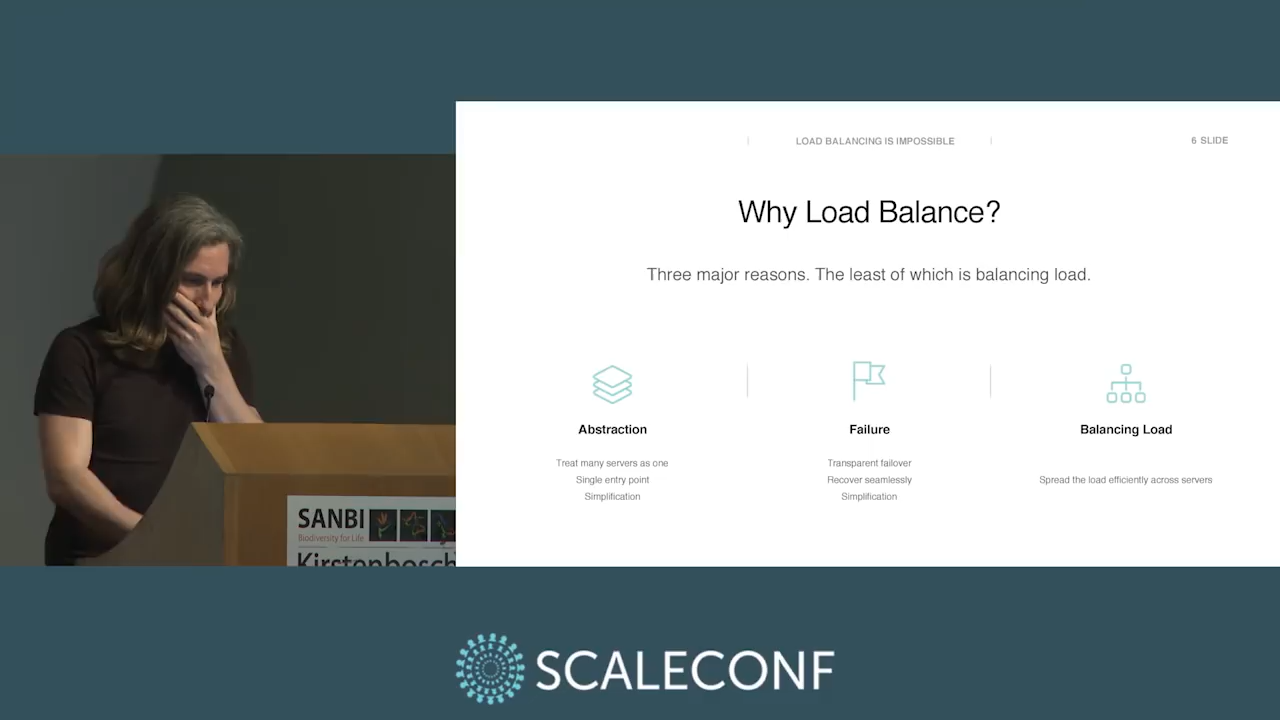 LOAD BALANCING IS IMPOSSIBLE
6 SLIDE
Why Load Balance?
Three major reasons. The least of which is balancing load.
Abstraction
Treat many servers as one
Single entry point
Simplification
Failure
Transparent failover
Recover seamlessly
Simplification
Balancing Load
Spread the load efficiently across servers
SANBI
Biodiversity for Life
Kirstenbosch
SCALECONF